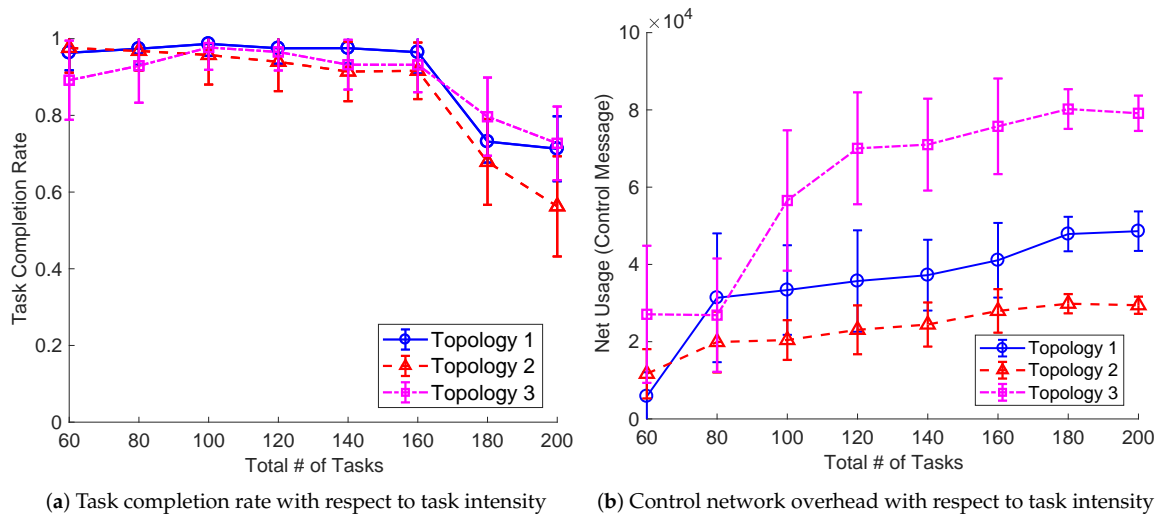 1
0.8
0.6
0.4
0.2
0
Task Completion Rate
60 80 100 120 140 160 180 200
Total # of Tasks
Topology 1
Topology 2
Topology 3
(a) Task completion rate with respect to task intensity
×10⁴
10
8
6
4
2
0
Net Usage (Control Message)
60 80 100 120 140 160 180 200
Total # of Tasks
Topology 1
Topology 2
Topology 3
(b) Control network overhead with respect to task intensity